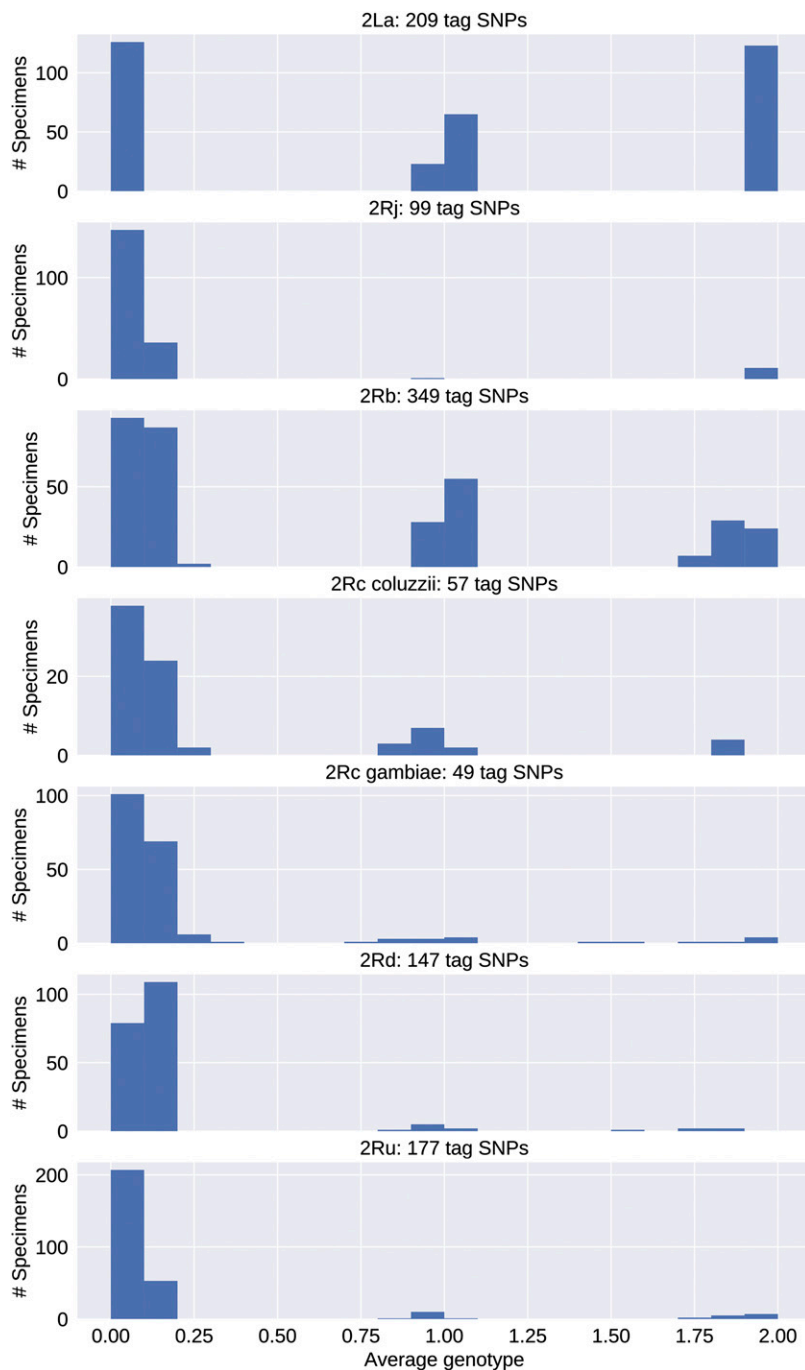 2La: 209 tag SNPs
# Specimens
100
50
0
2Rj: 99 tag SNPs
# Specimens
100
0
2Rb: 349 tag SNPs
# Specimens
50
0
2Rc coluzzii: 57 tag SNPs
# Specimens
20
0
2Rc gambiae: 49 tag SNPs
# Specimens
100
50
0
2Rd: 147 tag SNPs
# Specimens
100
50
0
2Ru: 177 tag SNPs
# Specimens
200
100
0
0.00 0.25 0.50 0.75 1.00 1.25 1.50 1.75 2.00
Average genotype